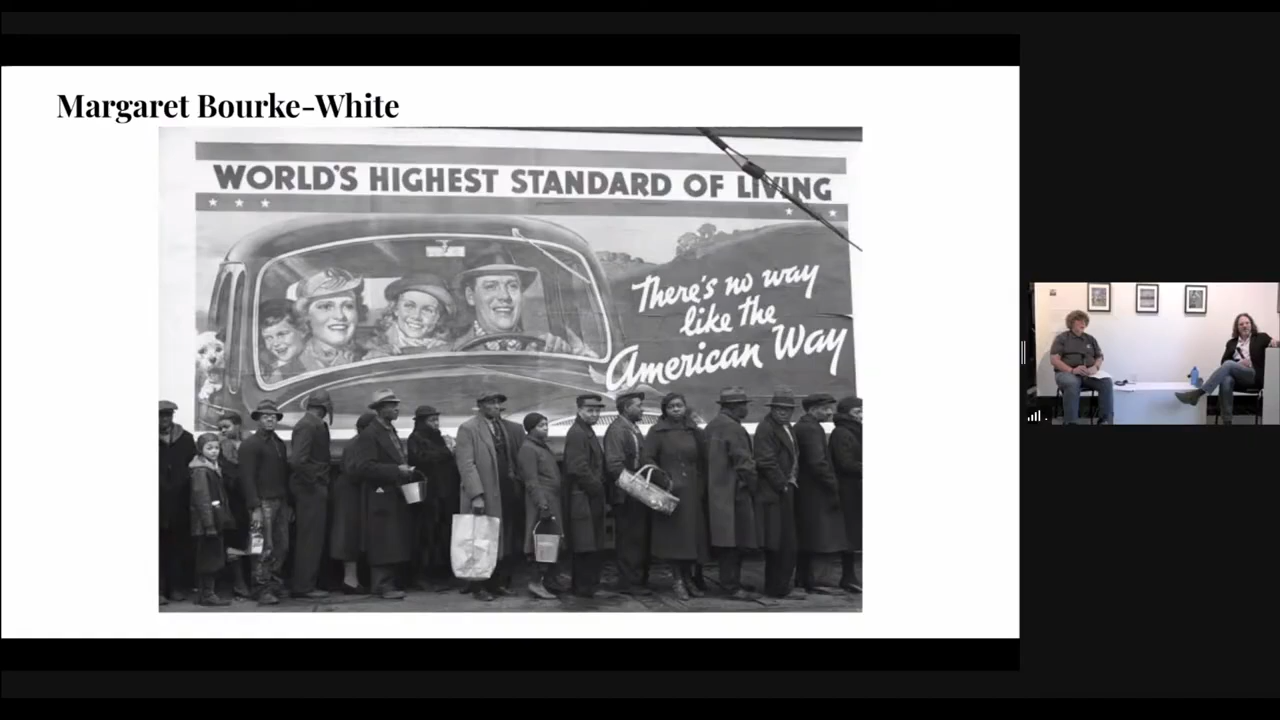 Margaret Bourke-White
WORLD'S HIGHEST STANDARD OF LIVING
There's no way
like the
American Way